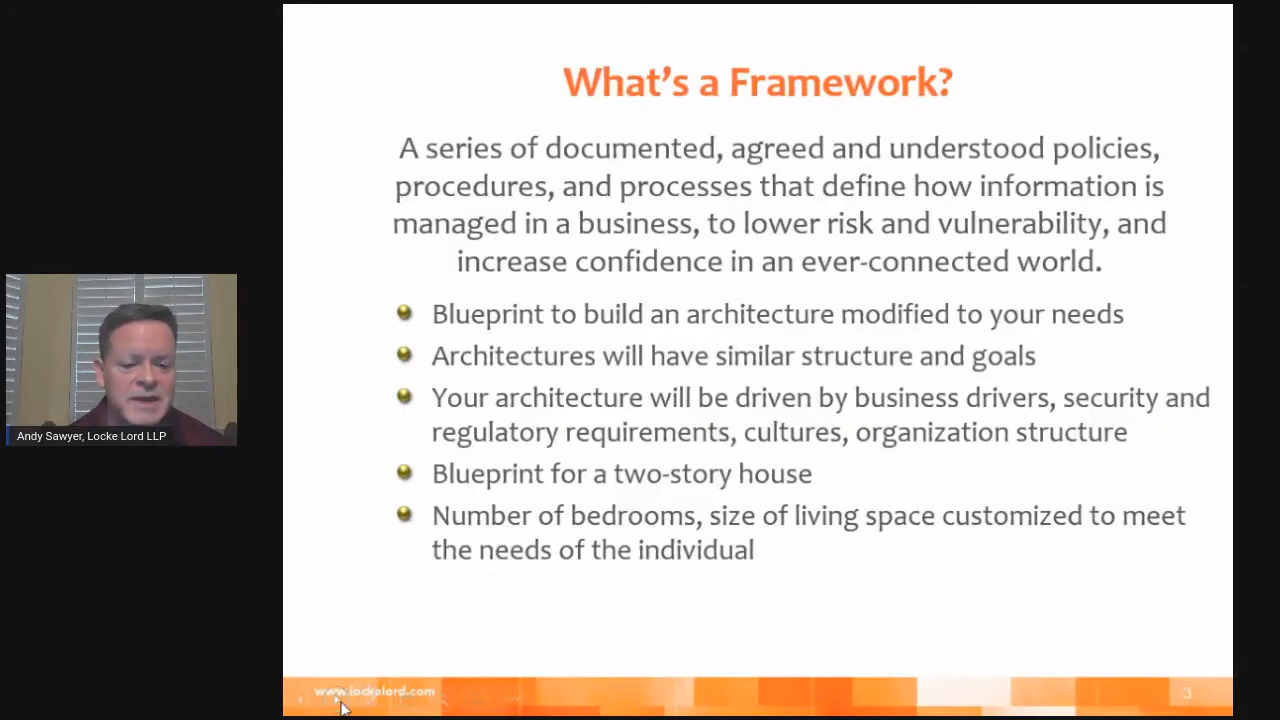 What's a Framework?
A series of documented, agreed and understood policies,
procedures, and processes that define how information is
managed in a business, to lower risk and vulnerability, and
increase confidence in an ever-connected world.
Blueprint to build an architecture modified to your needs
Architectures will have similar structure and goals
Your architecture will be driven by business drivers, security and
regulatory requirements, cultures, organization structure
Blueprint for a two-story house
Number of bedrooms, size of living space customized to meet
the needs of the individual
Andy Sawyer, Locke Lord LLP
www.lockelord.com
3